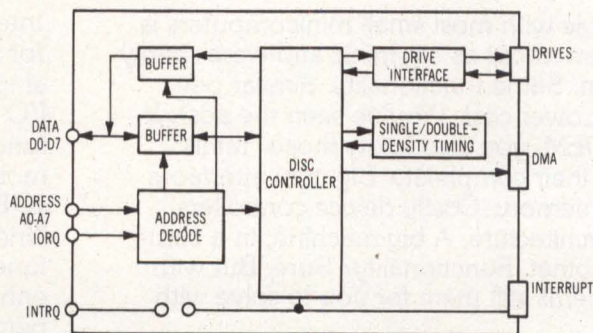 BUFFER
BUFFER
DATA
D0-D7
ADDRESS
A0-A7
IORQ
ADDRESS
DECODE
INTRQ
DISC
CONTROLLER
DRIVE
INTERFACE
SINGLE/DOUBLE-
DENSITY TIMING
DRIVES
DMA
INTERRUPT